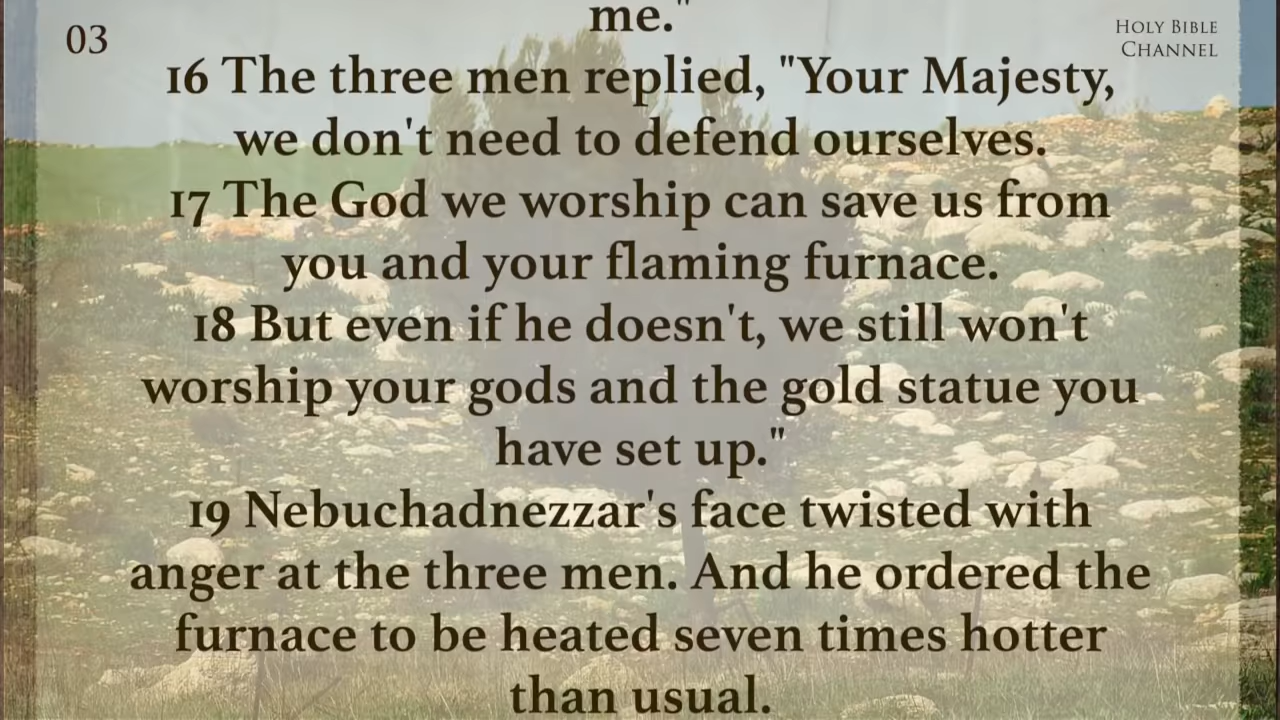 me."
03
HOLY BIBLE
CHANNEL
16 The three men replied, "Your Majesty,
we don't need to defend ourselves.
17 The God we worship can save us from
you and your flaming furnace.
18 But even if he doesn't, we still won't
worship your gods and the gold statue you
have set up."
19 Nebuchadnezzar's face twisted with
anger at the three men. And he ordered the
furnace to be heated seven times hotter
than usual.